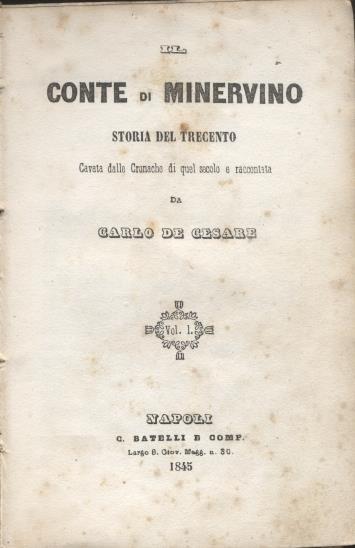 IL
CONTE DI MINERVINO
STORIA DEL TRECENTO
Cavata dalle Cronache di quel secolo e raccontata
DA
CARLO DE CESARE
Vol. 1.
NAPOLI
C. BATELLI E COMP.
Largo S. Giov. Magg. n. 30.
1845